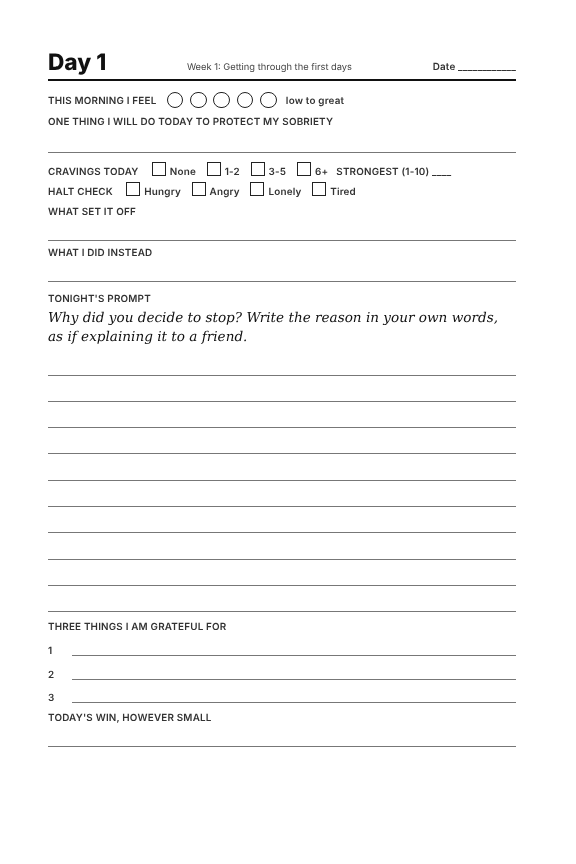 Day 1 Week 1: Getting through the first days Date ____________
THIS MORNING I FEEL low to great
ONE THING I WILL DO TODAY TO PROTECT MY SOBRIETY
CRAVINGS TODAY None 1-2 3-5 6+ STRONGEST (1-10) ____
HALT CHECK Hungry Angry Lonely Tired
WHAT SET IT OFF
WHAT I DID INSTEAD
TONIGHT'S PROMPT
Why did you decide to stop? Write the reason in your own words,
as if explaining it to a friend.
THREE THINGS I AM GRATEFUL FOR
1
2
3
TODAY'S WIN, HOWEVER SMALL